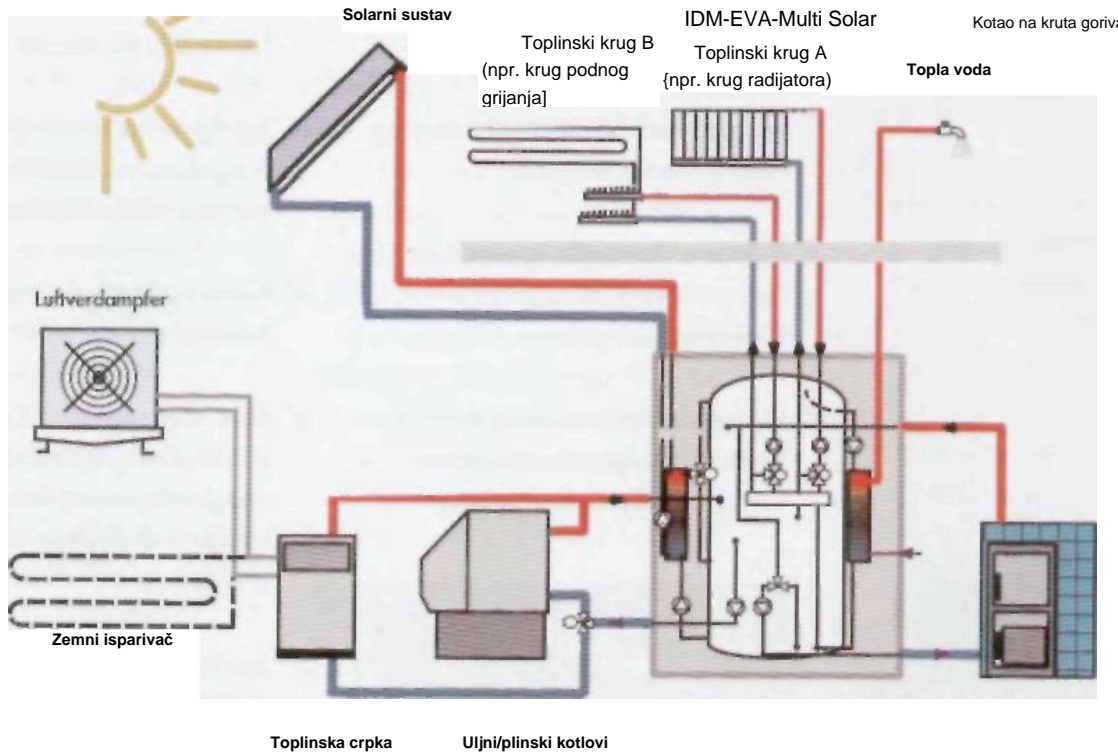 Solarni sustav
IDM-EVA-Multi Solar
Kotao na kruta goriva
Toplinski krug B
(npr. krug podnog
grijanja]
Toplinski krug A
{npr. krug radijatora)
Topla voda
Luftverdampfer
Zemni isparivač
Toplinska crpka
Uljni/plinski kotlovi